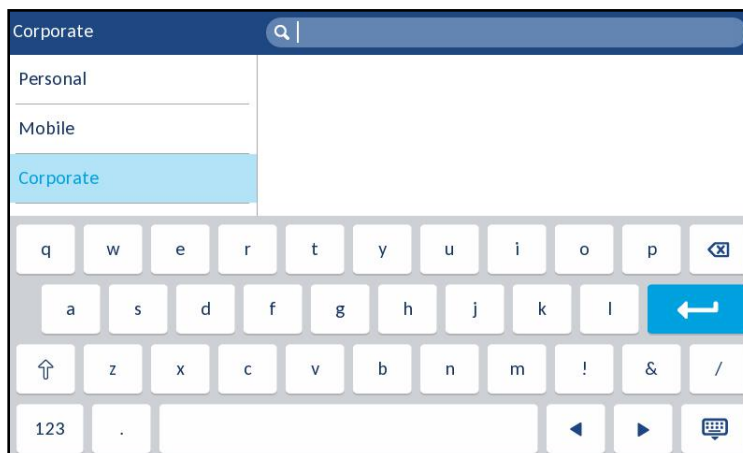 Corporate
Personal
Mobile
Corporate
q w e r t y u i o p
a s d f g h j k l
z x c v b n m ! & /
123 .